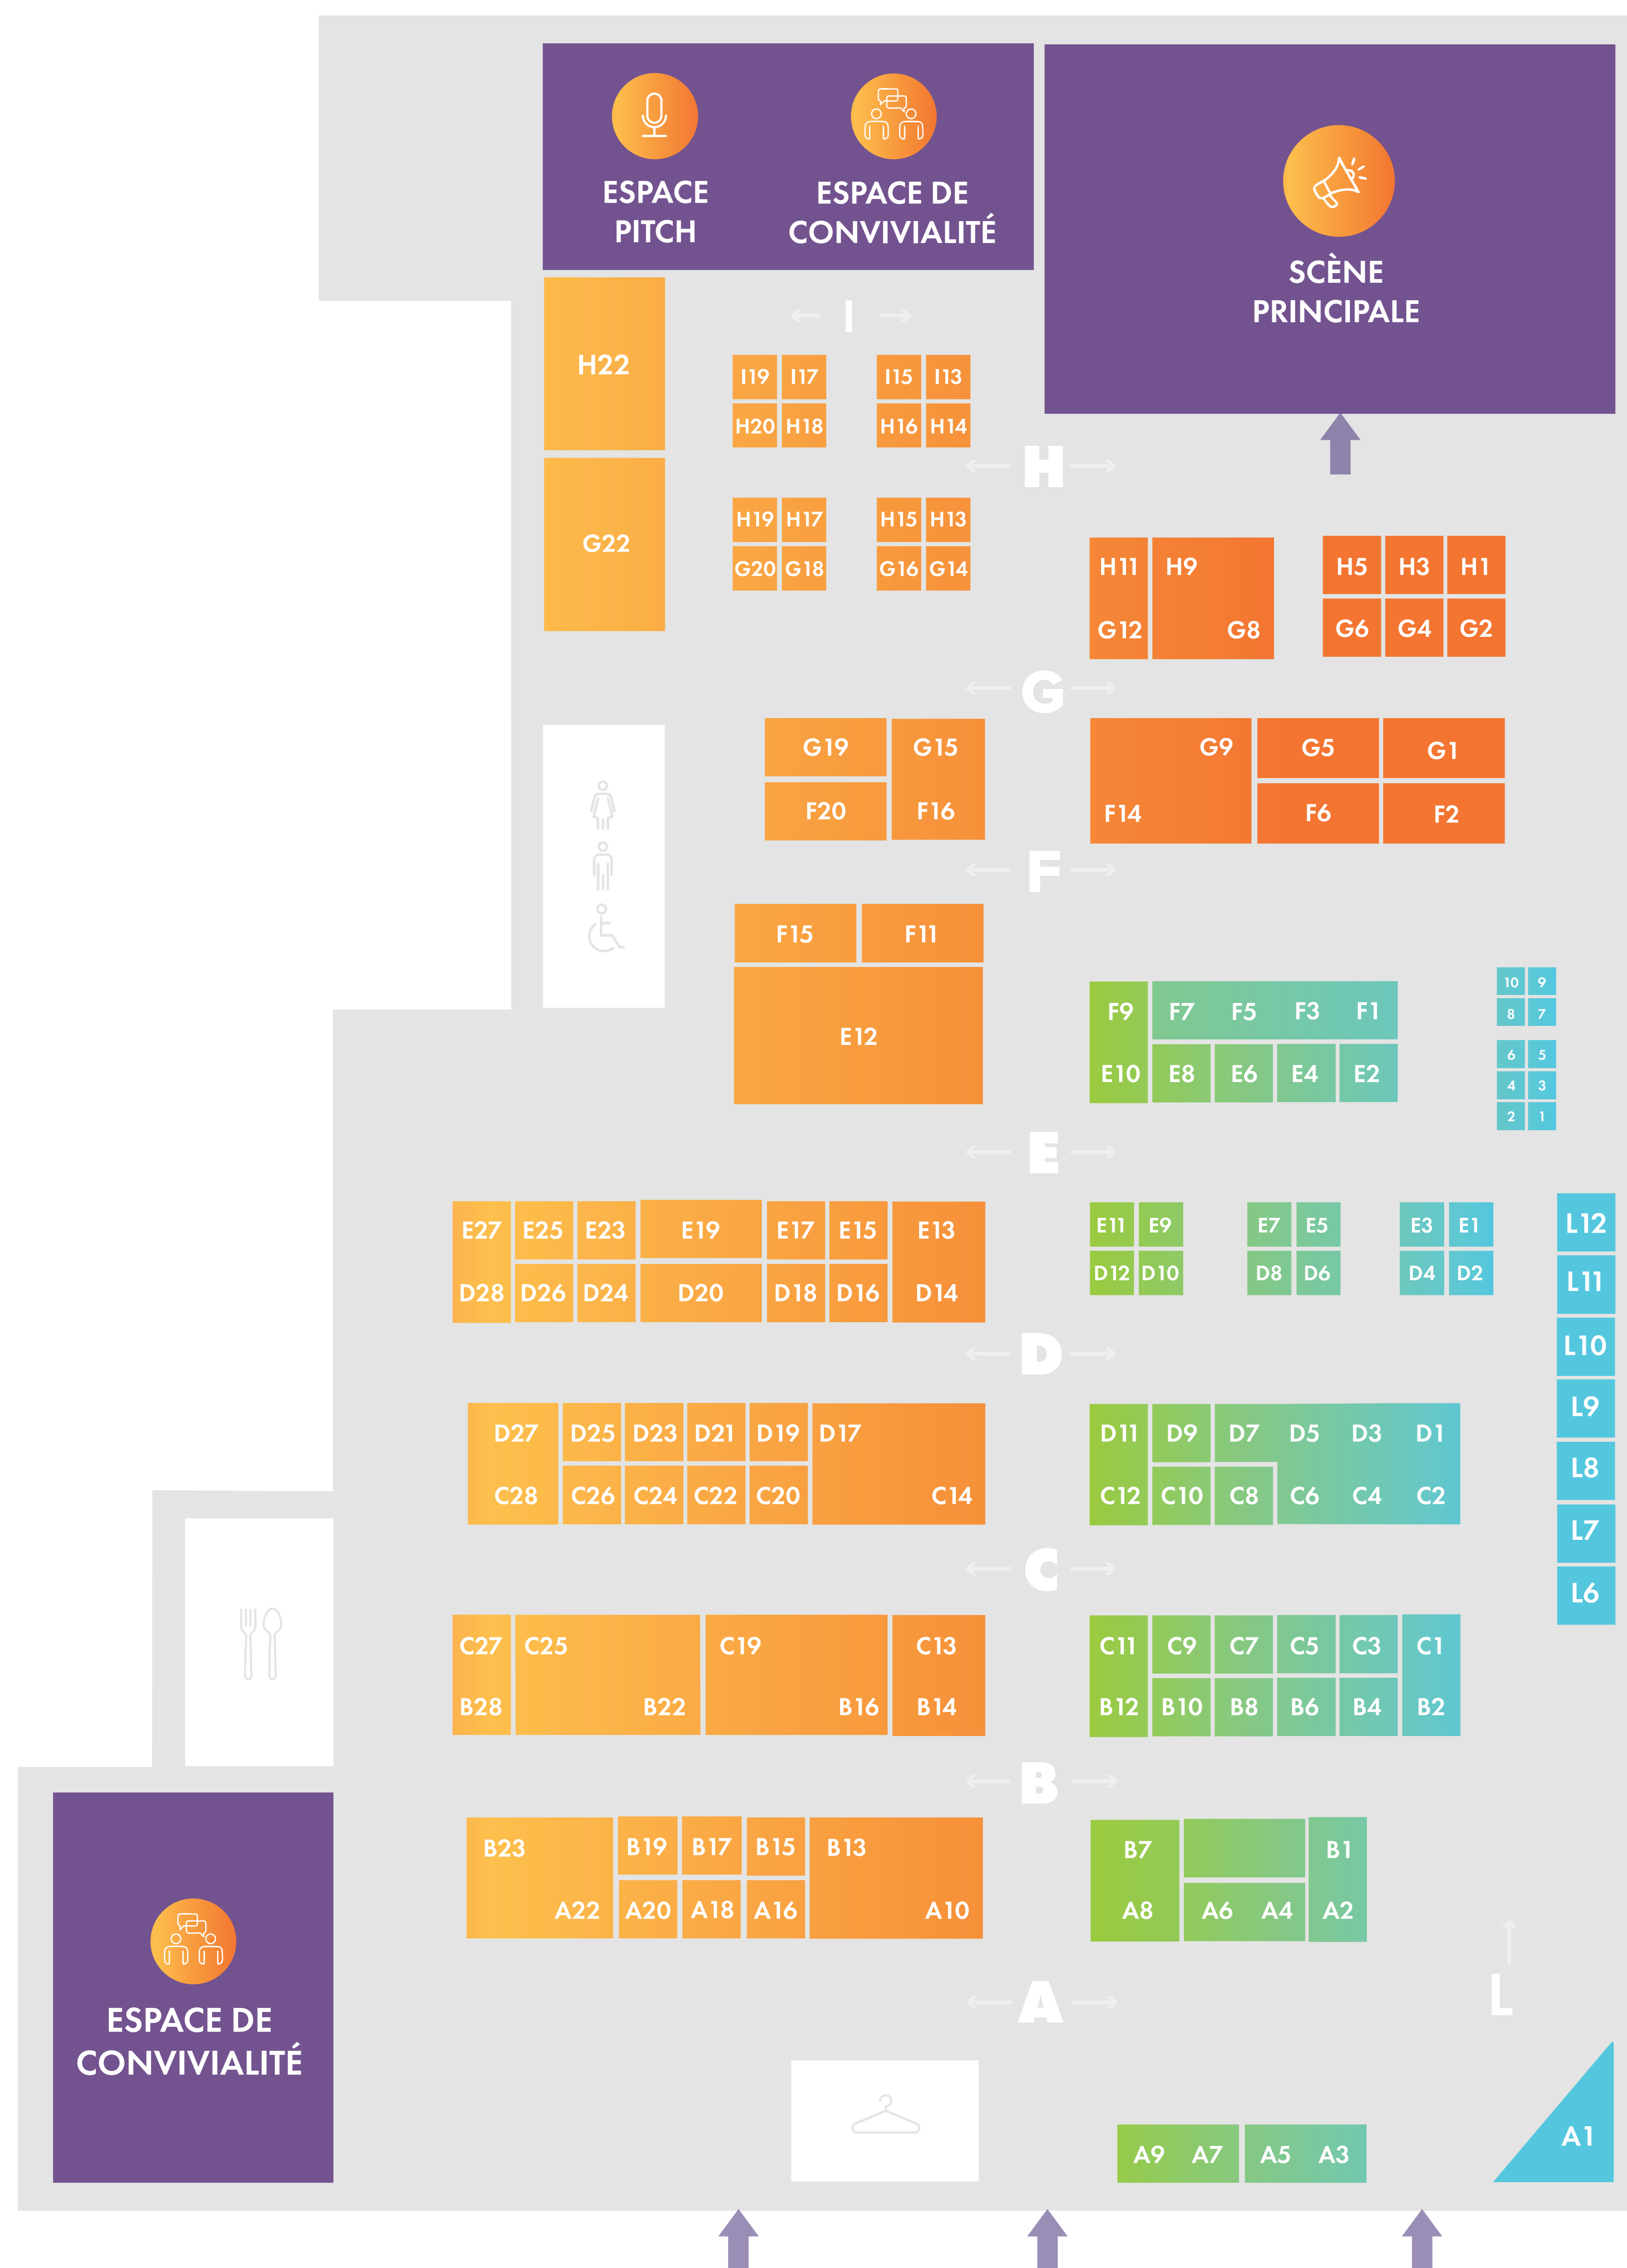 ESPACE
PITCH
ESPACE DE
CONVIVIALITÉ
SCÈNE
PRINCIPALE
I
H22
I19 I17 I15 I13
H20 H18 H16 H14
H
G22
H19 H17 H15 H13
G20 G18 G16 G14
H11 H9 H5 H3 H1
G12 G8 G6 G4 G2
G
G19 G15 G9 G5 G1
F20 F16 F14 F6 F2
F
F15 F11
E12
F9 F7 F5 F3 F1
E10 E8 E6 E4 E2
10 9
8 7
6 5
4 3
2 1
E
E27 E25 E23 E19 E17 E15 E13 E11 E9 E7 E5 E3 E1
D28 D26 D24 D20 D18 D16 D14 D12 D10 D8 D6 D4 D2
L12
L11
L10
L9
L8
L7
L6
D
D27 D25 D23 D21 D19 D17 D11 D9 D7 D5 D3 D1
C28 C26 C24 C22 C20 C14 C12 C10 C8 C6 C4 C2
C
C27 C25 C19 C13 C11 C9 C7 C5 C3 C1
B28 B22 B16 B14 B12 B10 B8 B6 B4 B2
B
B23 B19 B17 B15 B13 B7 B1
A22 A20 A18 A16 A10 A8 A6 A4 A2
A
L
ESPACE DE
CONVIVIALITÉ
A9 A7 A5 A3
A1